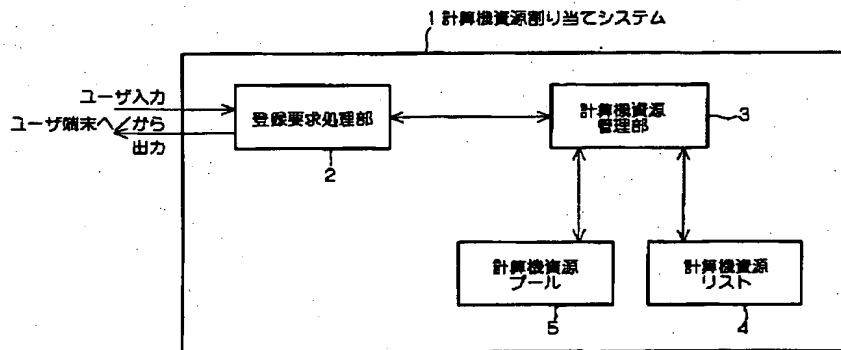 1 計算機資源割り当てシステム
ユーザ入力
ユーザ端末へ/から
出力
登録要求処理部
2
計算機資源
管理部
3
計算機資源
プール
5
計算機資源
リスト
4